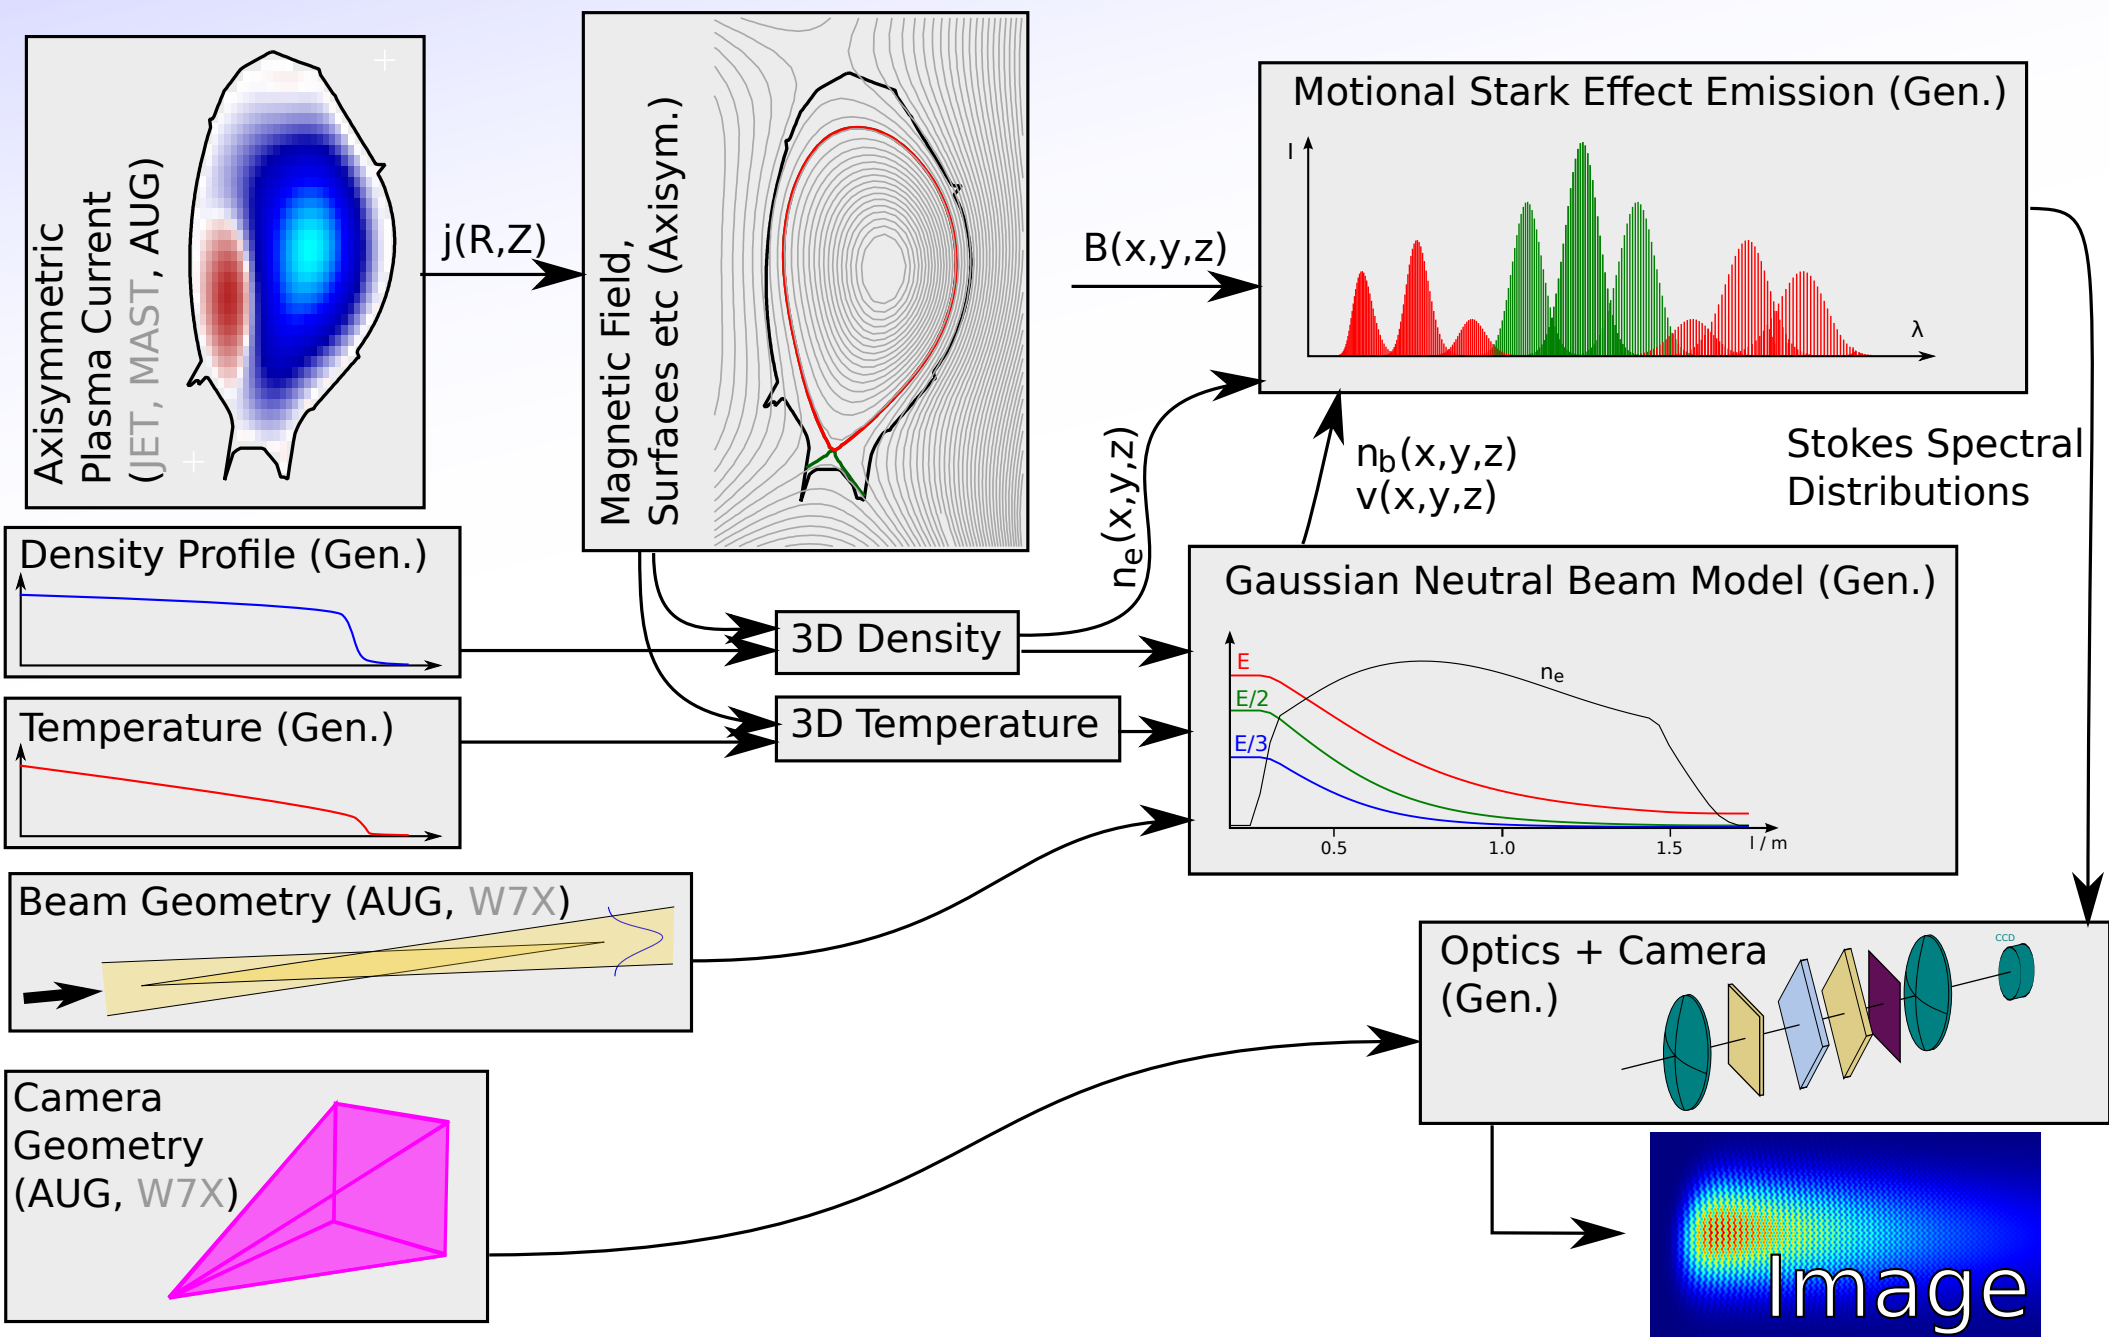 Axisymmetric
Plasma Current
(JET, MAST, AUG)
j(R,Z)
Magnetic Field,
Surfaces etc (Axisym.)
B(x,y,z)
Motional Stark Effect Emission (Gen.)
I
λ
ne(x,y,z)
nb(x,y,z)
v(x,y,z)
Stokes Spectral
Distributions
Density Profile (Gen.)
3D Density
Temperature (Gen.)
3D Temperature
Gaussian Neutral Beam Model (Gen.)
E
ne
E/2
E/3
0.5
1.0
1.5
l / m
Beam Geometry (AUG, W7X)
Optics + Camera
(Gen.)
CCD
Camera
Geometry
(AUG, W7X)
Image